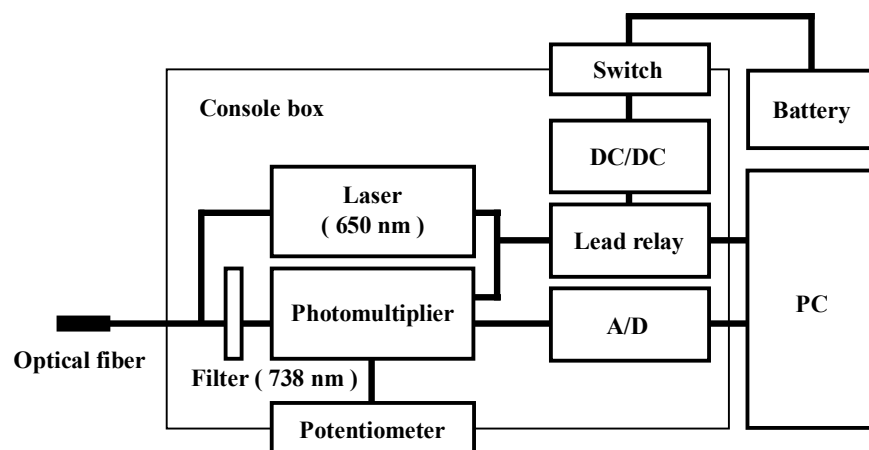 Switch
Console box
Battery
DC/DC
Laser
( 650 nm )
Lead relay
PC
Photomultiplier
A/D
Optical fiber
Filter ( 738 nm )
Potentiometer